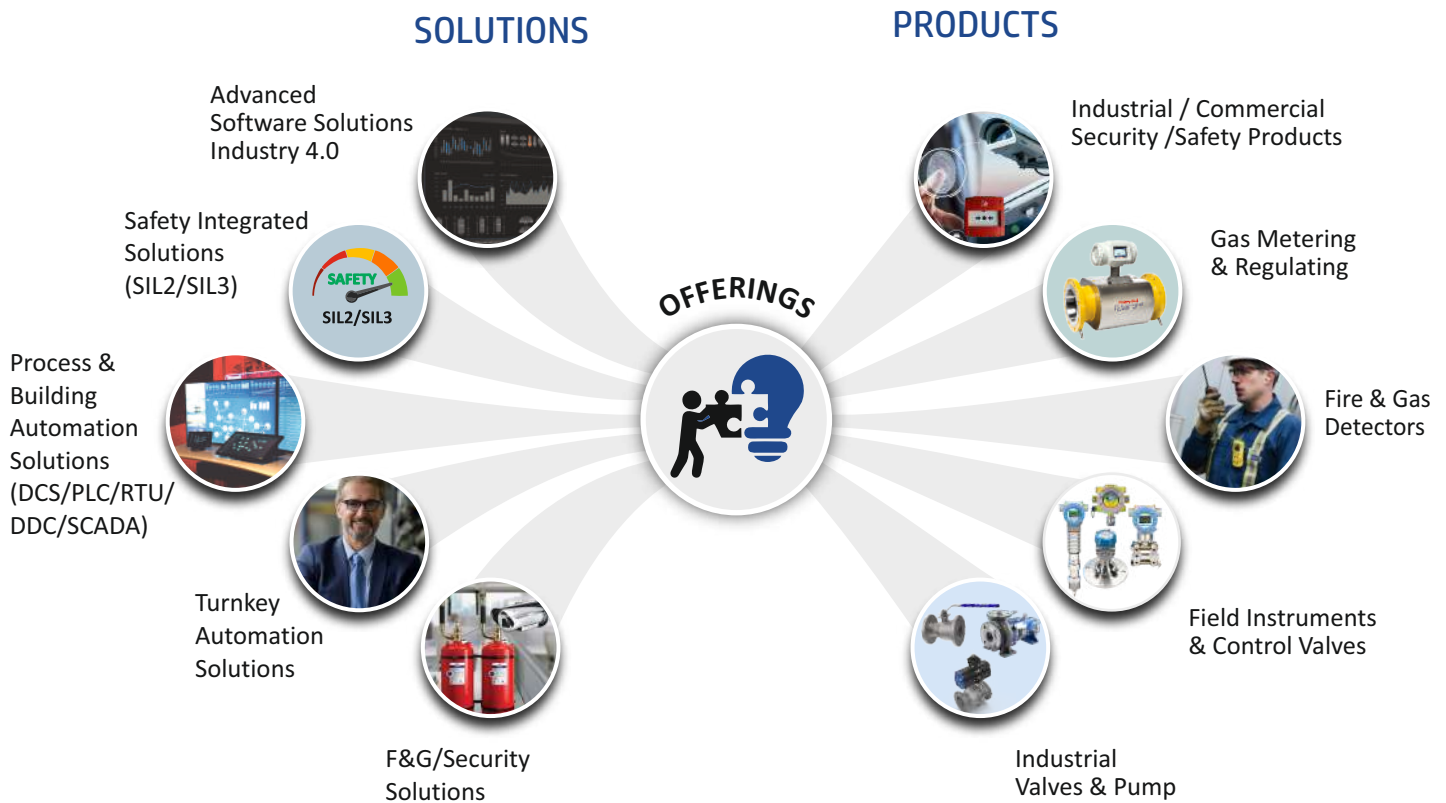 SOLUTIONS
PRODUCTS
Advanced
Software Solutions
Industry 4.0
Safety Integrated
Solutions
(SIL2/SIL3)
SAFETY
SIL2/SIL3
Process &
Building
Automation
Solutions
(DCS/PLC/RTU/
DDC/SCADA)
Turnkey
Automation
Solutions
F&G/Security
Solutions
OFFERINGS
Industrial / Commercial
Security /Safety Products
Gas Metering
& Regulating
Fire & Gas
Detectors
Field Instruments
& Control Valves
Industrial
Valves & Pump